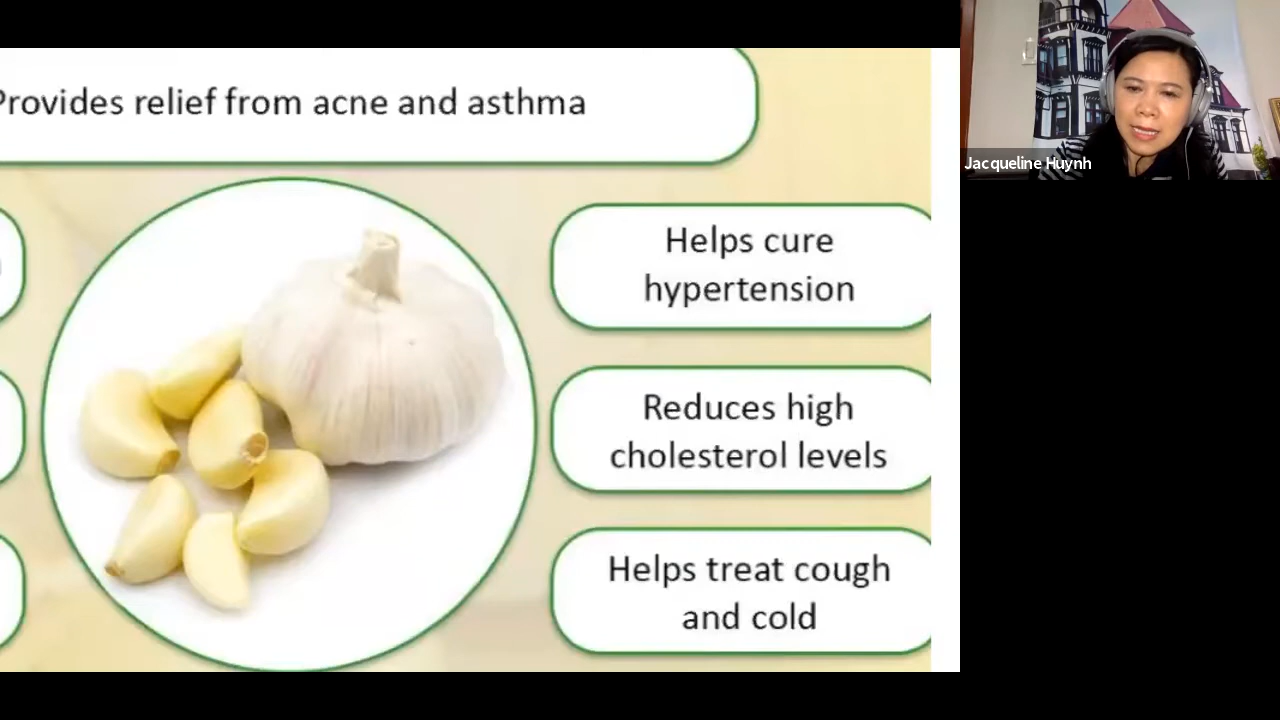 Provides relief from acne and asthma
Jacqueline Huynh
Helps cure
hypertension
Reduces high
cholesterol levels
Helps treat cough
and cold